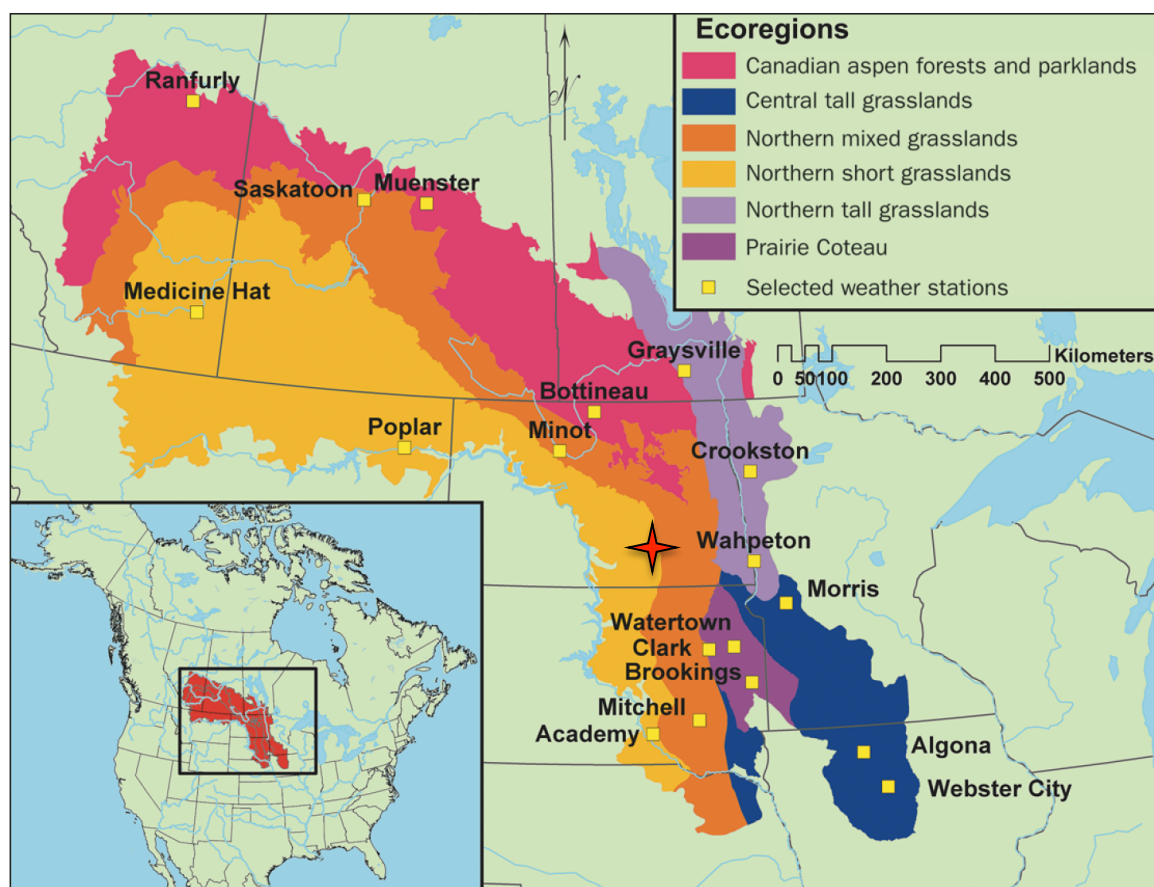 Ecoregions
Canadian aspen forests and parklands
Central tall grasslands
Northern mixed grasslands
Northern short grasslands
Northern tall grasslands
Prairie Coteau
Selected weather stations
N
Ranfurly
Saskatoon
Muenster
Medicine Hat
Graysville
Kilometers
0 50 100 200 300 400 500
Bottineau
Poplar
Minot
Crookston
Wahpeton
Morris
Watertown
Clark
Brookings
Mitchell
Academy
Algona
Webster City